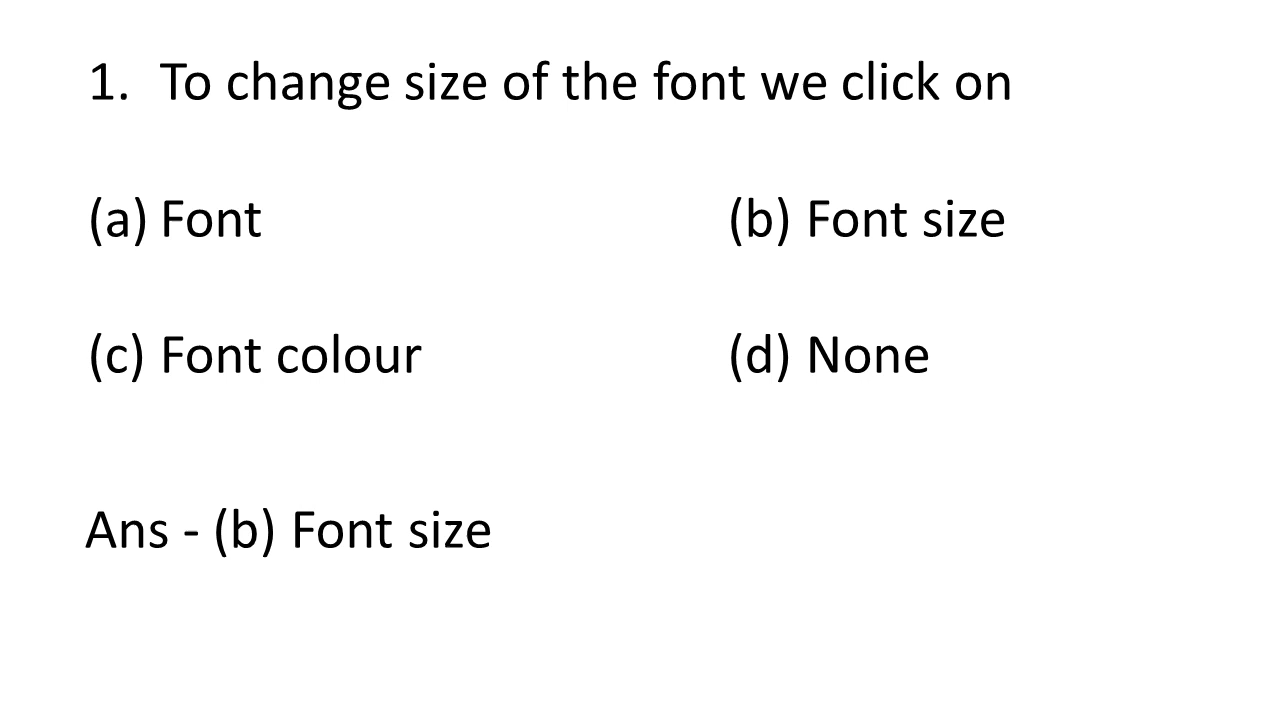 1. To change size of the font we click on
(a) Font (b) Font size
(c) Font colour (d) None
Ans - (b) Font size